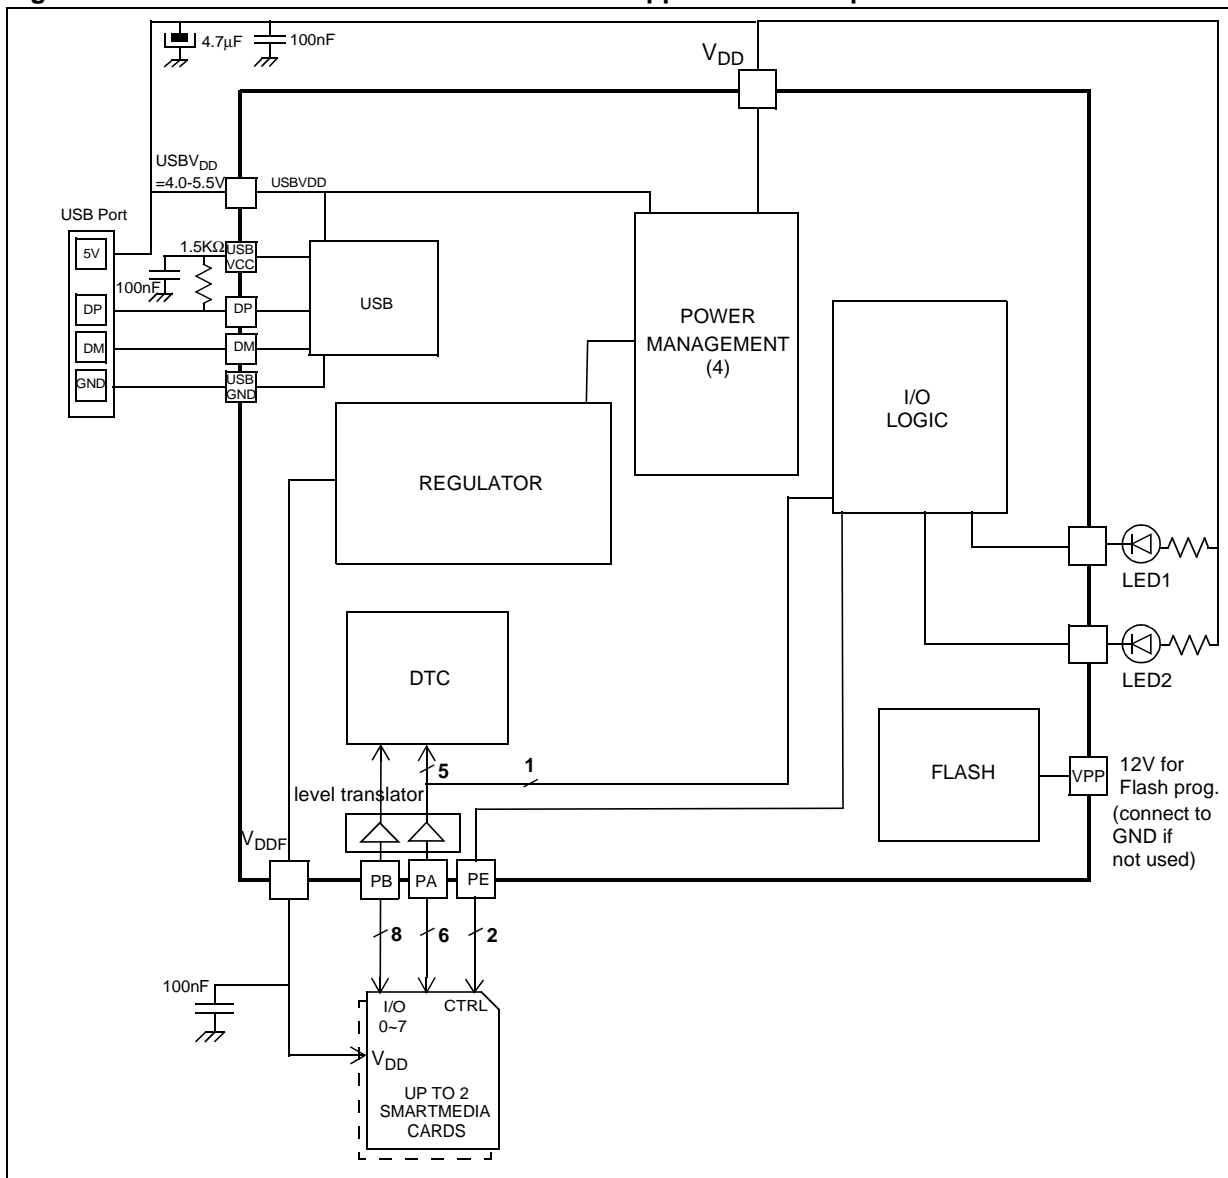 4.7μF
100nF
VDD
USBVDD
=4.0-5.5V
USBVDD
USB Port
5V
1.5KΩ
USB
VCC
100nF
DP
DP
DM
DM
GND
USB
GND
USB
POWER
MANAGEMENT
(4)
I/O
LOGIC
REGULATOR
LED1
DTC
LED2
5
1
FLASH
VPP
12V for
Flash prog.
(connect to
GND if
not used)
level translator
VDDF
PB
PA
PE
8
6
2
100nF
I/O
0~7
CTRL
VDD
UP TO 2
SMARTMEDIA
CARDS